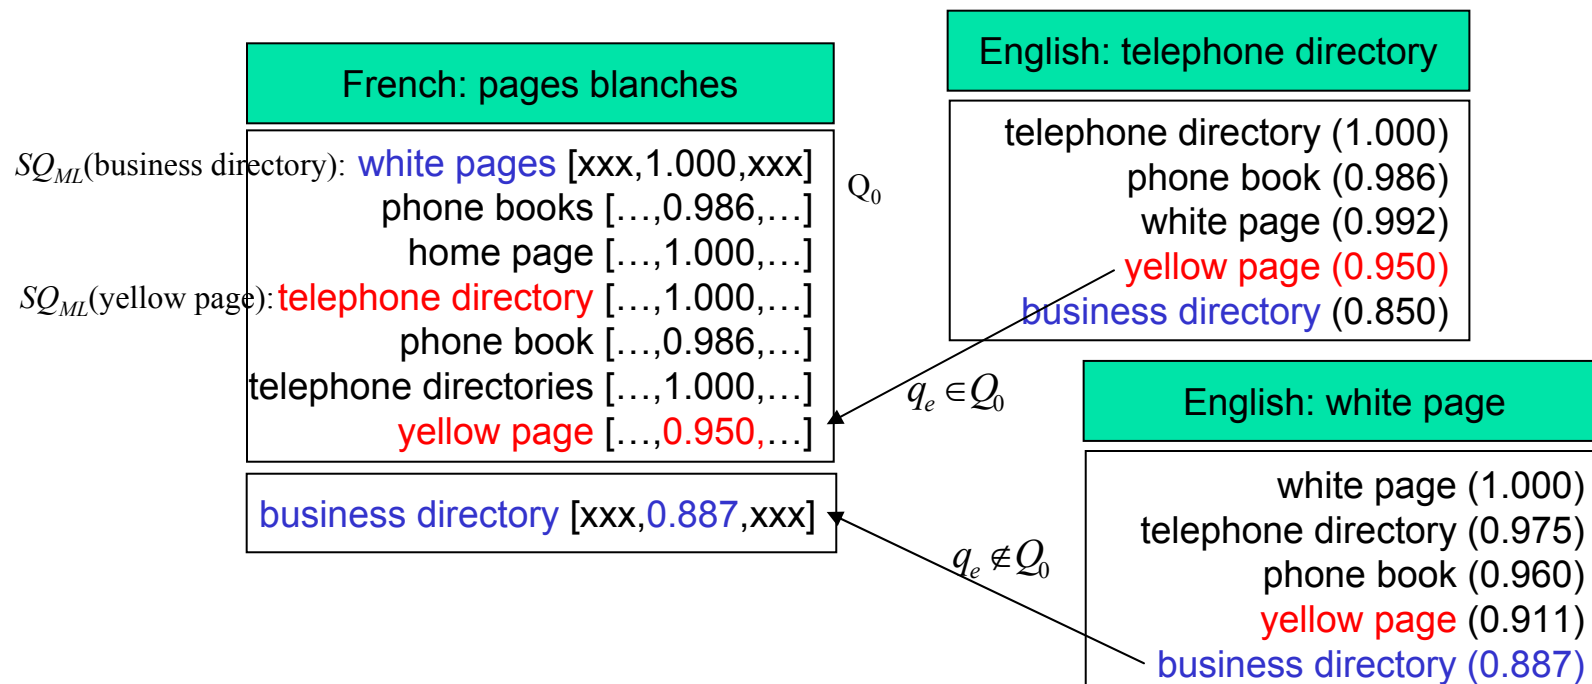 French: pages blanches
SQ_ML(business directory): white pages [xxx,1.000,xxx]
phone books [...,0.986,...]
home page [...,1.000,...]
SQ_ML(yellow page): telephone directory [...,1.000,...]
phone book [...,0.986,...]
telephone directories [...,1.000,...]
yellow page [...,0.950,...]
Q₀
business directory [xxx,0.887,xxx]
English: telephone directory
telephone directory (1.000)
phone book (0.986)
white page (0.992)
yellow page (0.950)
business directory (0.850)
qₑ ∈ Q₀
qₑ ∉ Q₀
English: white page
white page (1.000)
telephone directory (0.975)
phone book (0.960)
yellow page (0.911)
business directory (0.887)